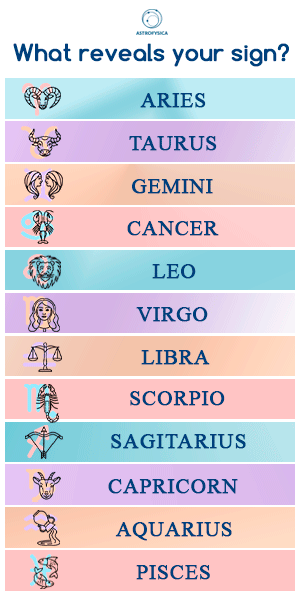 ASTROFYSICA
What reveals your sign?
ARIES
TAURUS
GEMINI
CANCER
LEO
VIRGO
LIBRA
SCORPIO
SAGITARIUS
CAPRICORN
AQUARIUS
PISCES